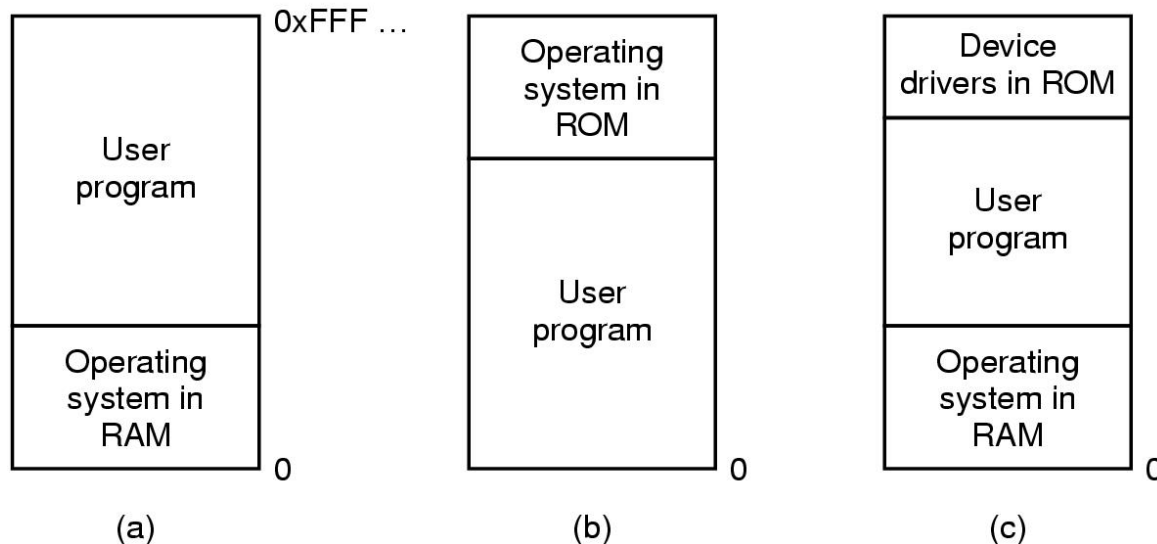 0xFFF ...
User
program
Operating
system in
RAM
0
(a)
Operating
system in
ROM
User
program
0
(b)
Device
drivers in ROM
User
program
Operating
system in
RAM
0
(c)